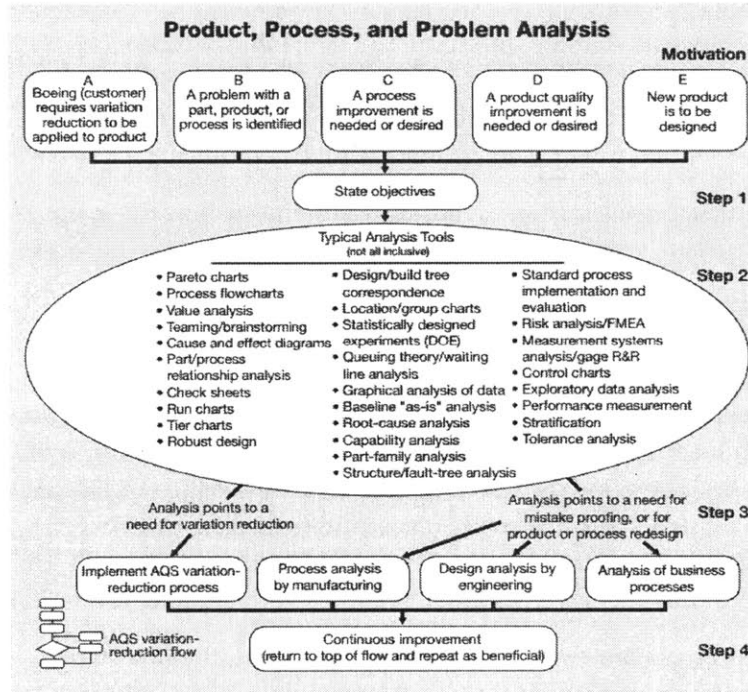 Product, Process, and Problem Analysis
Motivation
A
Boeing (customer)
requires variation
reduction to be
applied to product
B
A problem with a
part, product, or
process is identified
C
A process
improvement is
needed or desired
D
A product quality
improvement is
needed or desired
E
New product
is to be
designed
State objectives
Step 1
Typical Analysis Tools
(not all inclusive)
Step 2
• Pareto charts
• Process flowcharts
• Value analysis
• Teaming/brainstorming
• Cause and effect diagrams
• Part/process
relationship analysis
• Check sheets
• Run charts
• Tier charts
• Robust design
• Design/build tree
correspondence
• Location/group charts
• Statistically designed
experiments (DOE)
• Queuing theory/waiting
line analysis
• Graphical analysis of data
• Baseline "as-is" analysis
• Root-cause analysis
• Capability analysis
• Part-family analysis
• Structure/fault-tree analysis
• Standard process
implementation and
evaluation
• Risk analysis/FMEA
• Measurement systems
analysis/gage R&R
• Control charts
• Exploratory data analysis
• Performance measurement
• Stratification
• Tolerance analysis
Analysis points to a
need for variation reduction
Analysis points to a need for
mistake proofing, or for
product or process redesign
Step 3
Implement AQS variation-
reduction process
Process analysis
by manufacturing
Design analysis by
engineering
Analysis of business
processes
AQS variation-
reduction flow
Continuous improvement
(return to top of flow and repeat as beneficial)
Step 4